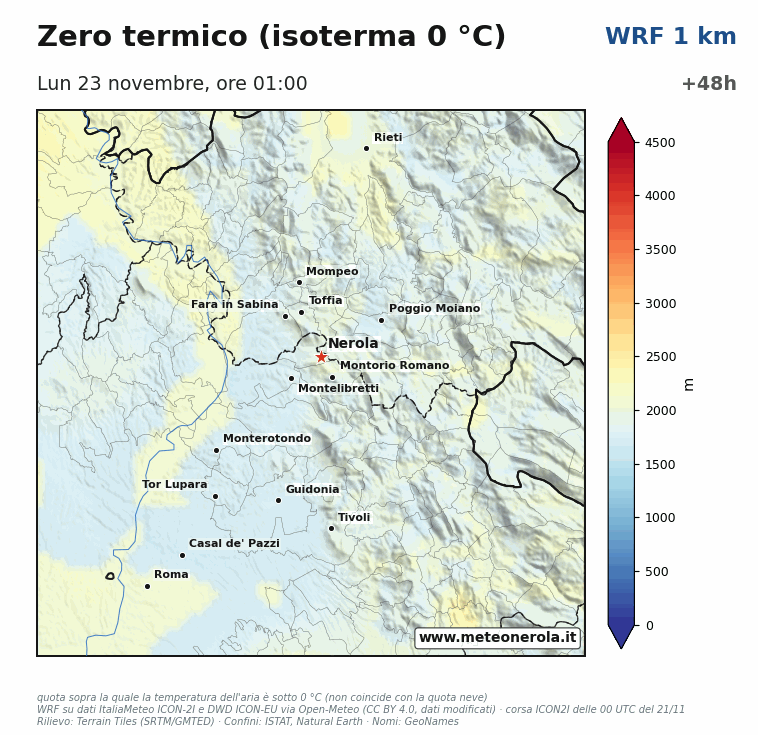 Zero termico (isoterma 0 °C)
WRF 1 km
Lun 23 novembre, ore 01:00
+48h
Rieti
Mompeo
Toffia
Fara in Sabina
Poggio Moiano
Nerola
Montorio Romano
Montelibretti
Monterotondo
Tor Lupara
Guidonia
Tivoli
Casal de' Pazzi
Roma
www.meteonerola.it
4500
4000
3500
3000
2500
2000
1500
1000
500
0
m
quota sopra la quale la temperatura dell'aria è sotto 0 °C (non coincide con la quota neve)
WRF su dati ItaliaMeteo ICON-2I e DWD ICON-EU via Open-Meteo (CC BY 4.0, dati modificati) · corsa ICON2I delle 00 UTC del 21/11
Rilievo: Terrain Tiles (SRTM/GMTED) · Confini: ISTAT, Natural Earth · Nomi: GeoNames